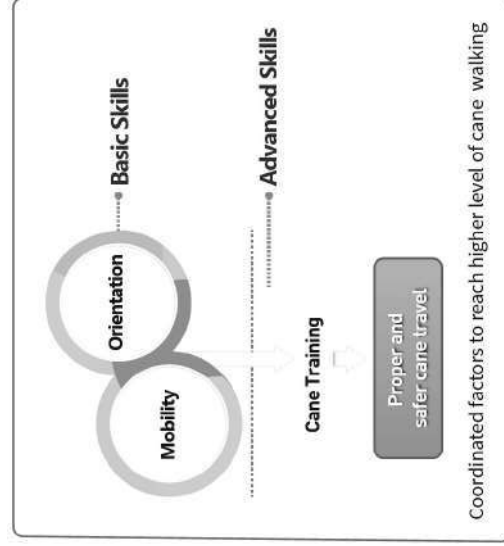 Orientation
Basic Skills
Mobility
Advanced Skills
Cane Training
Proper and
safer cane travel
Coordinated factors to reach higher level of cane walking